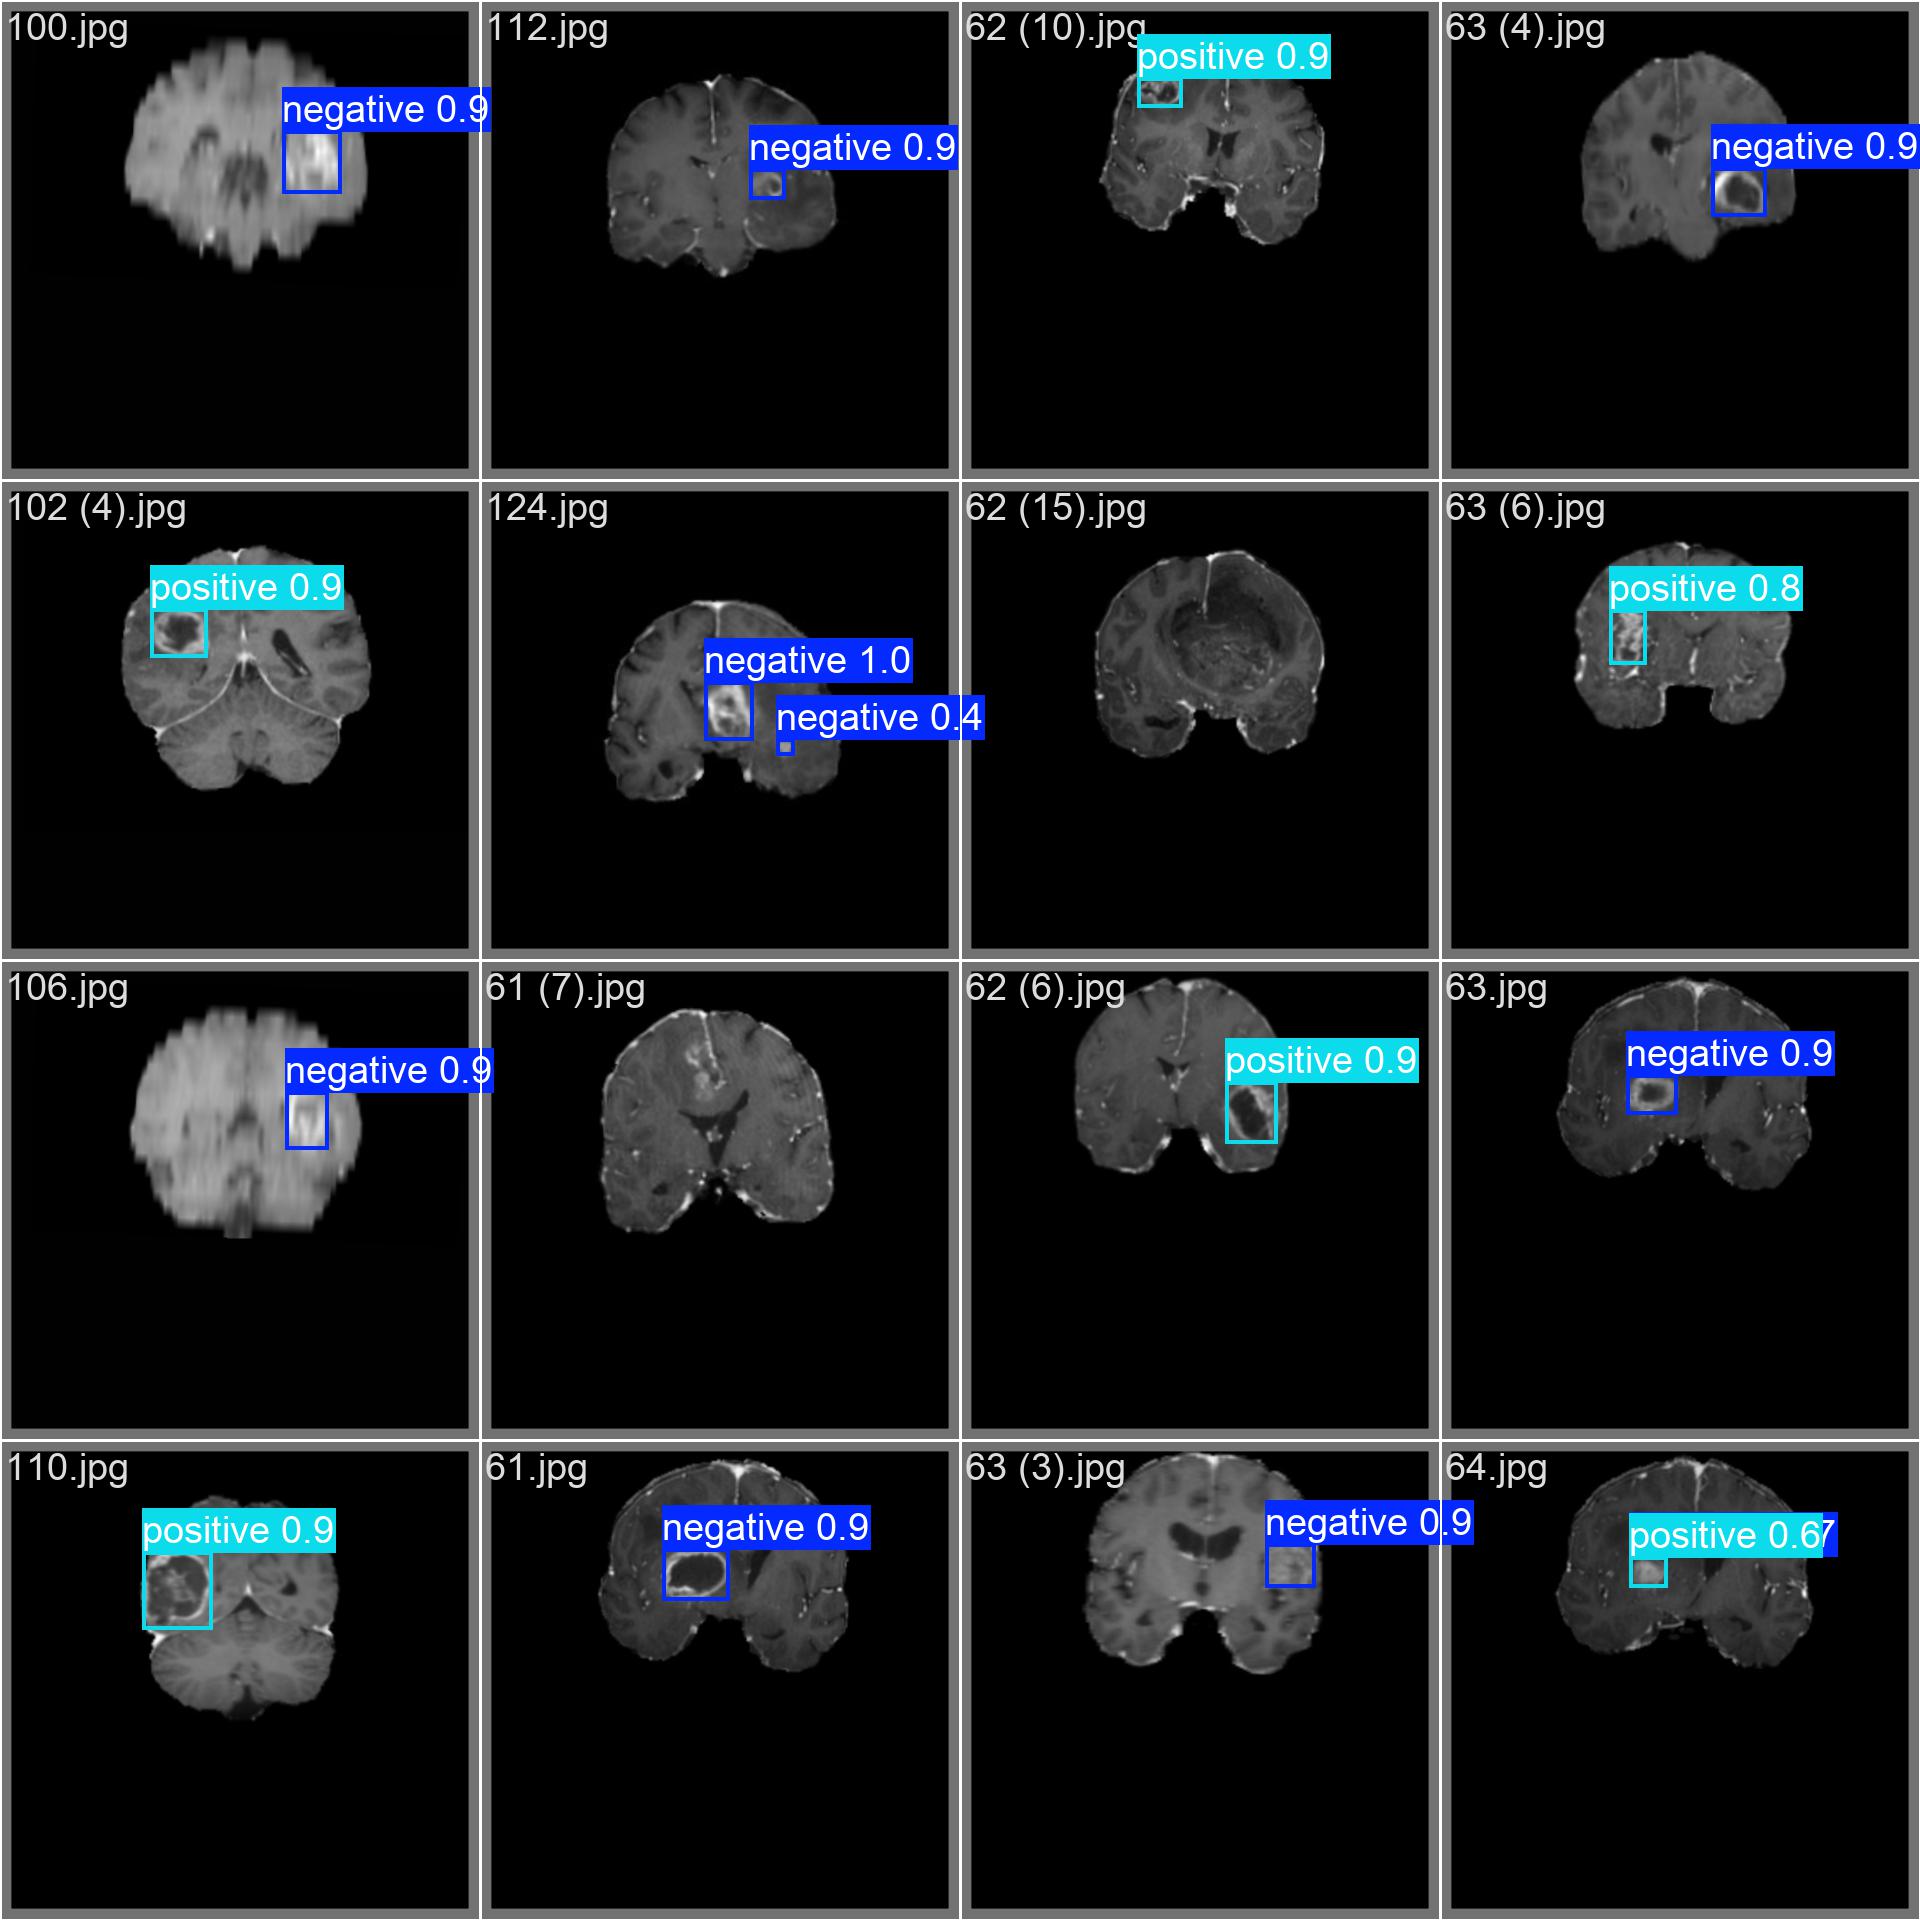 100.jpg
negative 0.9
112.jpg
negative 0.9
62 (10).jpg
positive 0.9
63 (4).jpg
negative 0.9
102 (4).jpg
positive 0.9
124.jpg
negative 1.0
negative 0.4
62 (15).jpg
63 (6).jpg
positive 0.8
106.jpg
negative 0.9
61 (7).jpg
62 (6).jpg
positive 0.9
63.jpg
negative 0.9
110.jpg
positive 0.9
61.jpg
negative 0.9
63 (3).jpg
negative 0.9
64.jpg
positive 0.6